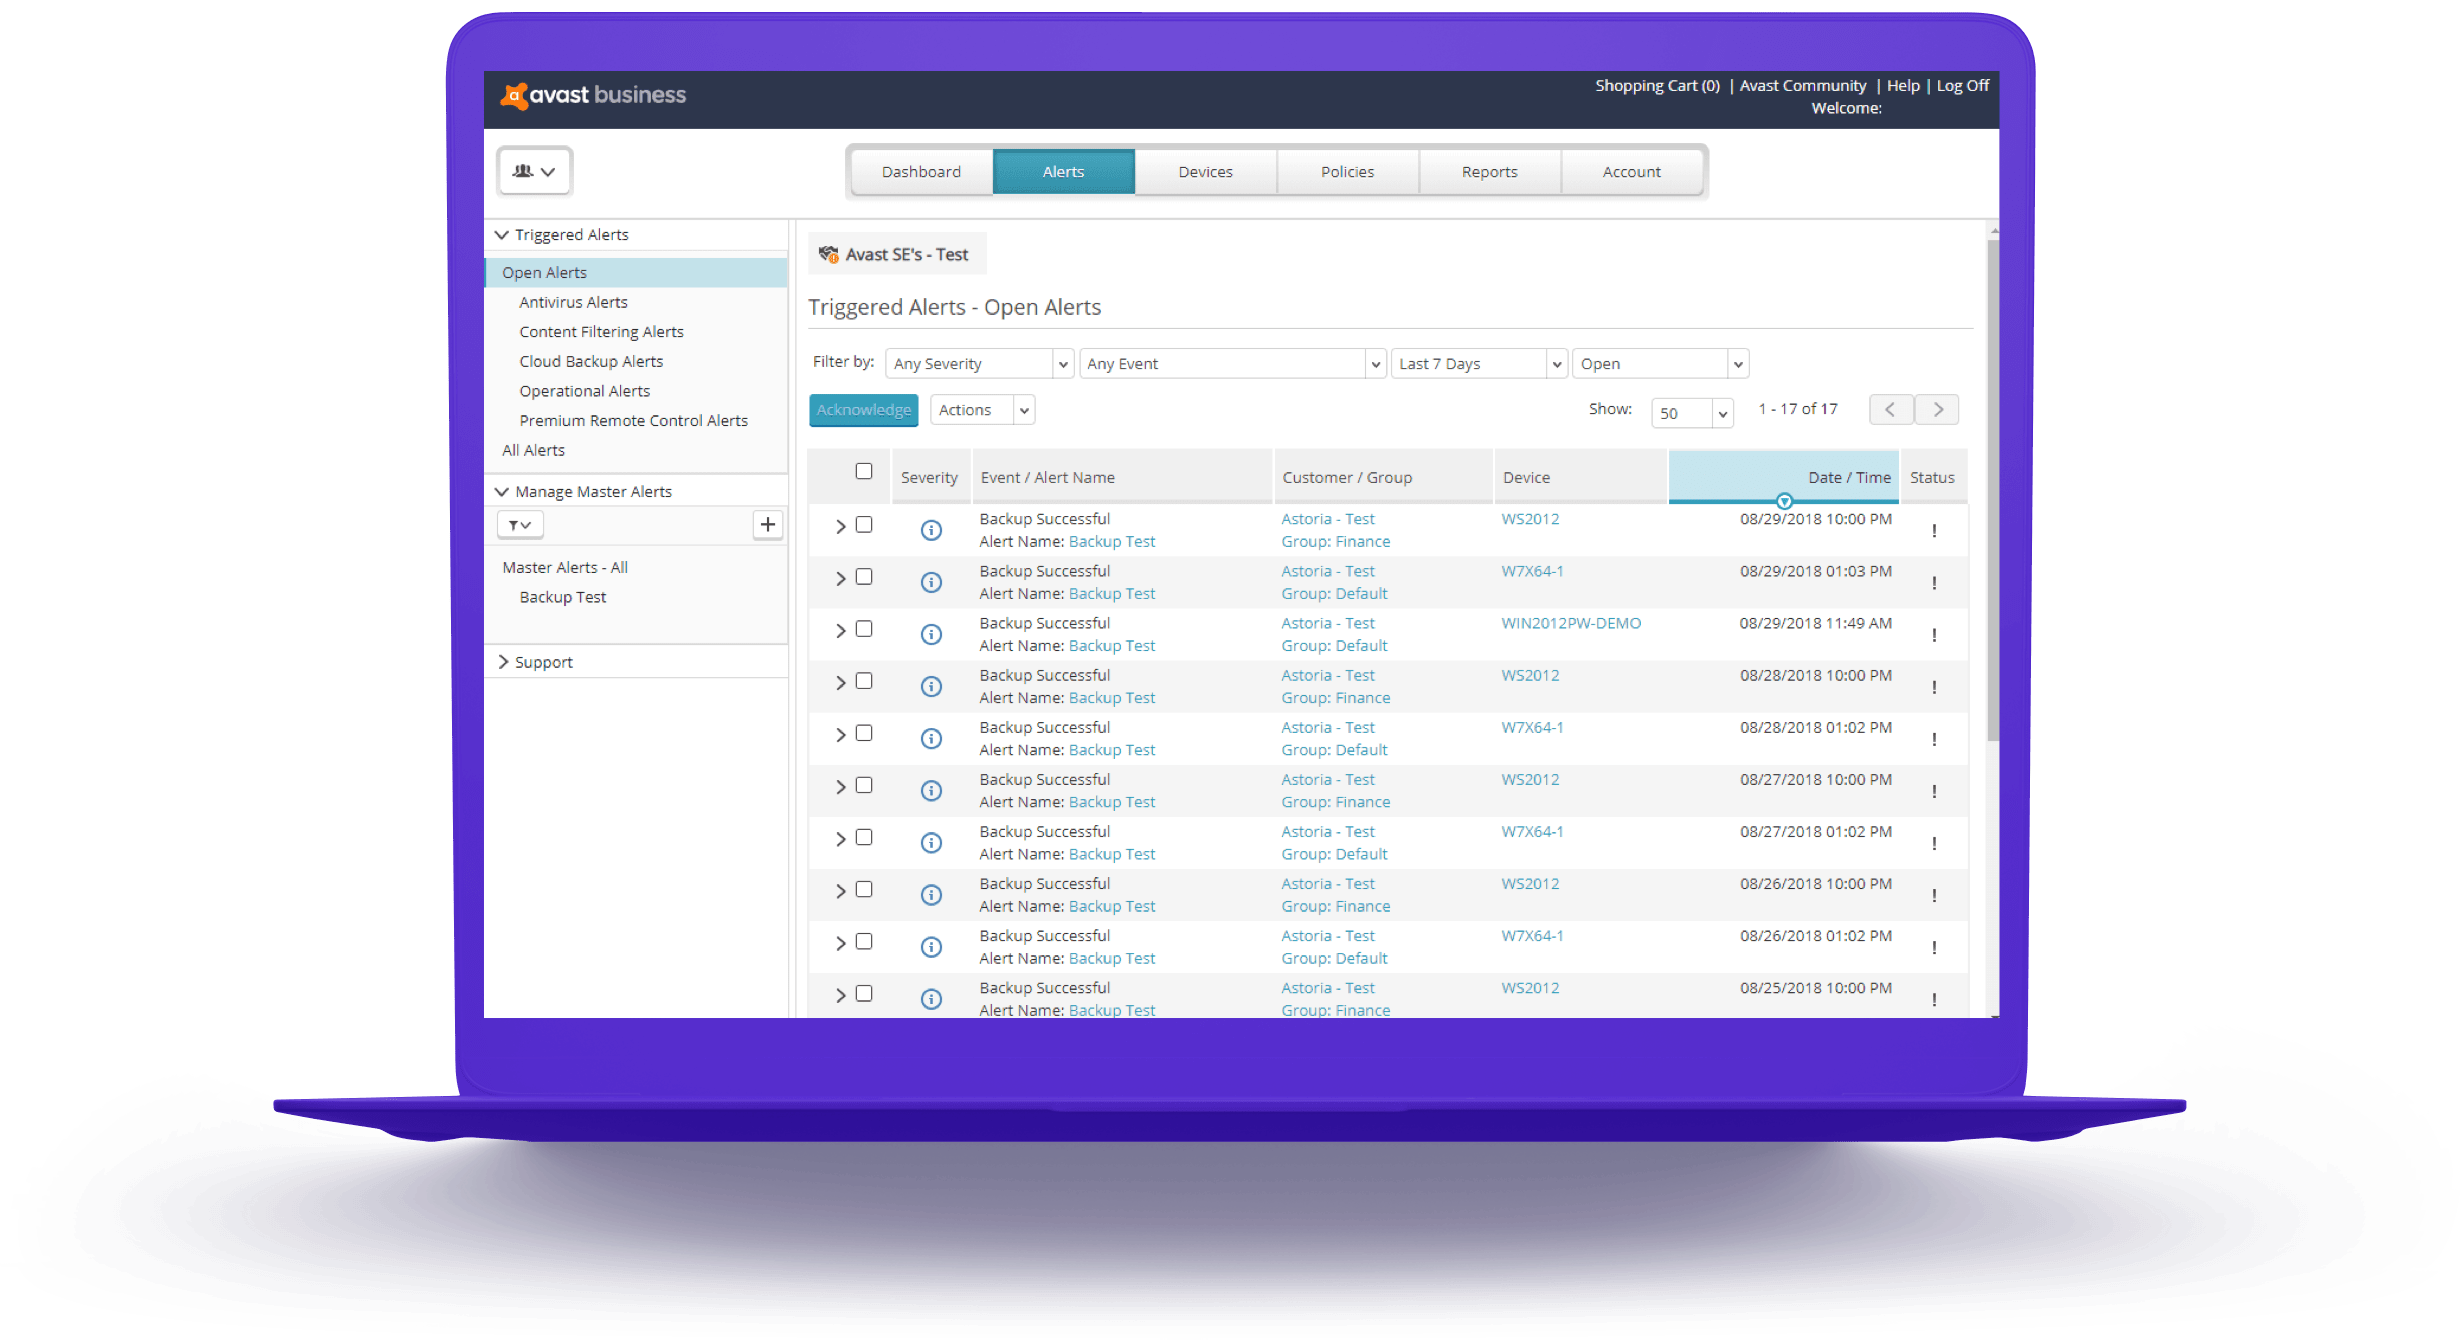 avast business
Shopping Cart (0) | Avast Community | Help | Log Off
Welcome:
Dashboard Alerts Devices Policies Reports Account
Triggered Alerts
Open Alerts
Antivirus Alerts
Content Filtering Alerts
Cloud Backup Alerts
Operational Alerts
Premium Remote Control Alerts
All Alerts
Manage Master Alerts
Master Alerts - All
Backup Test
Support
Avast SE's - Test
Triggered Alerts - Open Alerts
Filter by: Any Severity Any Event Last 7 Days Open
Acknowledge Actions Show: 50 1 - 17 of 17
Severity Event / Alert Name Customer / Group Device Date / Time Status
Backup Successful Astoria - Test WS2012 08/29/2018 10:00 PM !
Alert Name: Backup Test Group: Finance
Backup Successful Astoria - Test W7X64-1 08/29/2018 01:03 PM !
Alert Name: Backup Test Group: Default
Backup Successful Astoria - Test WIN2012PW-DEMO 08/29/2018 11:49 AM !
Alert Name: Backup Test Group: Default
Backup Successful Astoria - Test WS2012 08/28/2018 10:00 PM !
Alert Name: Backup Test Group: Finance
Backup Successful Astoria - Test W7X64-1 08/28/2018 01:02 PM !
Alert Name: Backup Test Group: Default
Backup Successful Astoria - Test WS2012 08/27/2018 10:00 PM !
Alert Name: Backup Test Group: Finance
Backup Successful Astoria - Test W7X64-1 08/27/2018 01:02 PM !
Alert Name: Backup Test Group: Default
Backup Successful Astoria - Test WS2012 08/26/2018 10:00 PM !
Alert Name: Backup Test Group: Finance
Backup Successful Astoria - Test W7X64-1 08/26/2018 01:02 PM !
Alert Name: Backup Test Group: Default
Backup Successful Astoria - Test WS2012 08/25/2018 10:00 PM !
Alert Name: Backup Test Group: Finance